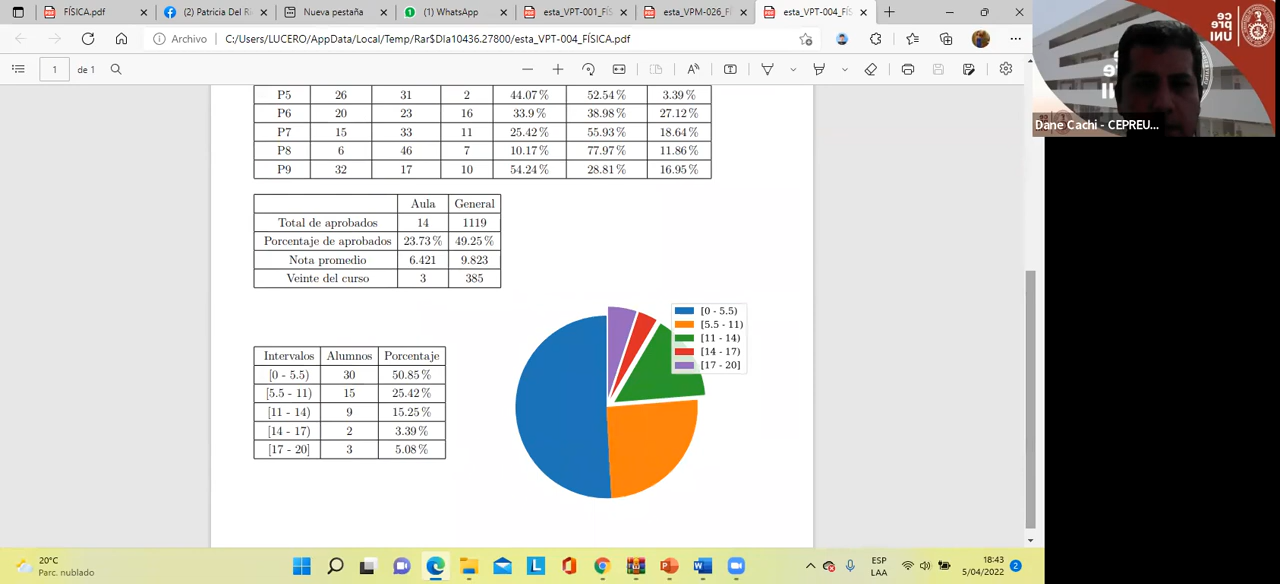 FÍSICA.pdf
(2) Patricia Del Ri
Nueva pestaña
(1) WhatsApp
esta_VPT-001_FÍS
esta_VPM-026_F
esta_VPT-004_FÍS
Archivo C:/Users/LUCERO/AppData/Local/Temp/Rar$DIa10436.27800/esta_VPT-004_FÍSICA.pdf
1 de 1
P5 26 31 2 44.07% 52.54% 3.39%
P6 20 23 16 33.9% 38.98% 27.12%
P7 15 33 11 25.42% 55.93% 18.64%
P8 6 46 7 10.17% 77.97% 11.86%
P9 32 17 10 54.24% 28.81% 16.95%
Aula General
Total de aprobados 14 1119
Porcentaje de aprobados 23.73% 49.25%
Nota promedio 6.421 9.823
Veinte del curso 3 385
Intervalos Alumnos Porcentaje
[0 - 5.5) 30 50.85%
[5.5 - 11) 15 25.42%
[11 - 14) 9 15.25%
[14 - 17) 2 3.39%
[17 - 20] 3 5.08%
[0 - 5.5)
[5.5 - 11)
[11 - 14)
[14 - 17)
[17 - 20]
Dane Cachi - CEPREU...
ce
pre
UNI
20°C
Parc. nublado
ESP
LAA
18:43
5/04/2022
2